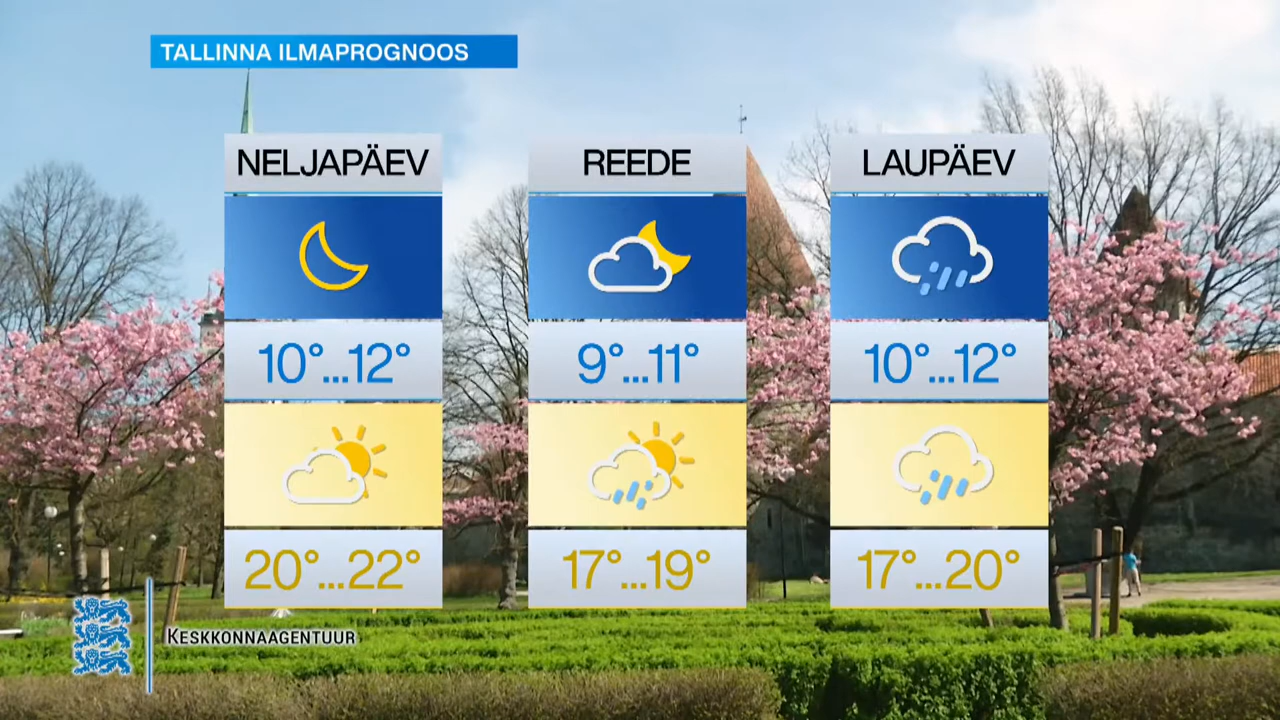 TALLINNA ILMAPROGNOOS
NELJAPÄEV
10°...12°
20°...22°
REEDE
9°...11°
17°...19°
LAUPÄEV
10°...12°
17°...20°
KESKKONNAAGENTUUR